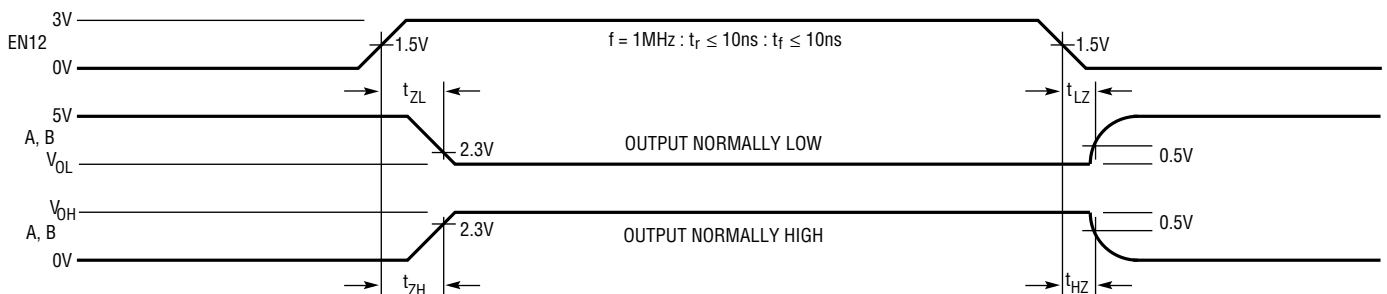 3V
EN12
1.5V
f = 1MHz : tr ≤ 10ns : tf ≤ 10ns
1.5V
0V
tZL
tLZ
5V
A, B
OUTPUT NORMALLY LOW
2.3V
0.5V
VOL
VOH
A, B
2.3V
OUTPUT NORMALLY HIGH
0.5V
0V
tZH
tHZ